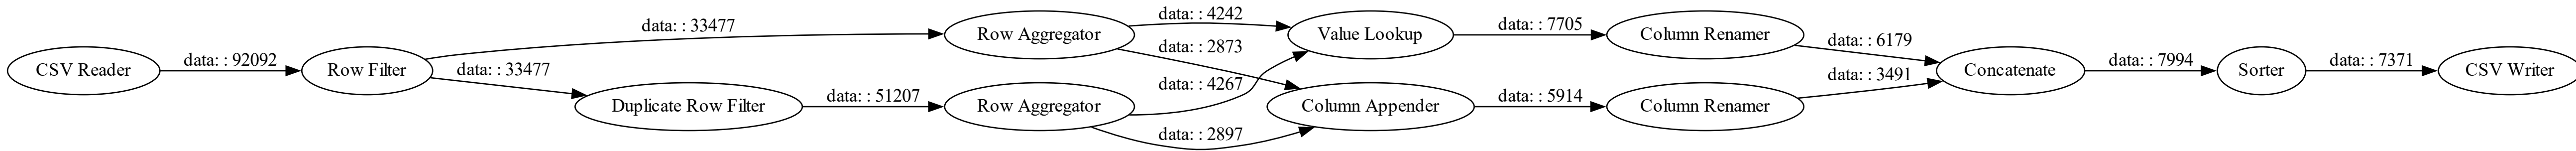 CSV Reader
data: : 92092
Row Filter
data: : 33477
data: : 33477
Duplicate Row Filter
data: : 51207
Row Aggregator
Row Aggregator
data: : 4242
data: : 2873
data: : 4267
data: : 2897
Value Lookup
Column Appender
data: : 7705
data: : 5914
Column Renamer
Column Renamer
data: : 6179
data: : 3491
Concatenate
data: : 7994
Sorter
data: : 7371
CSV Writer